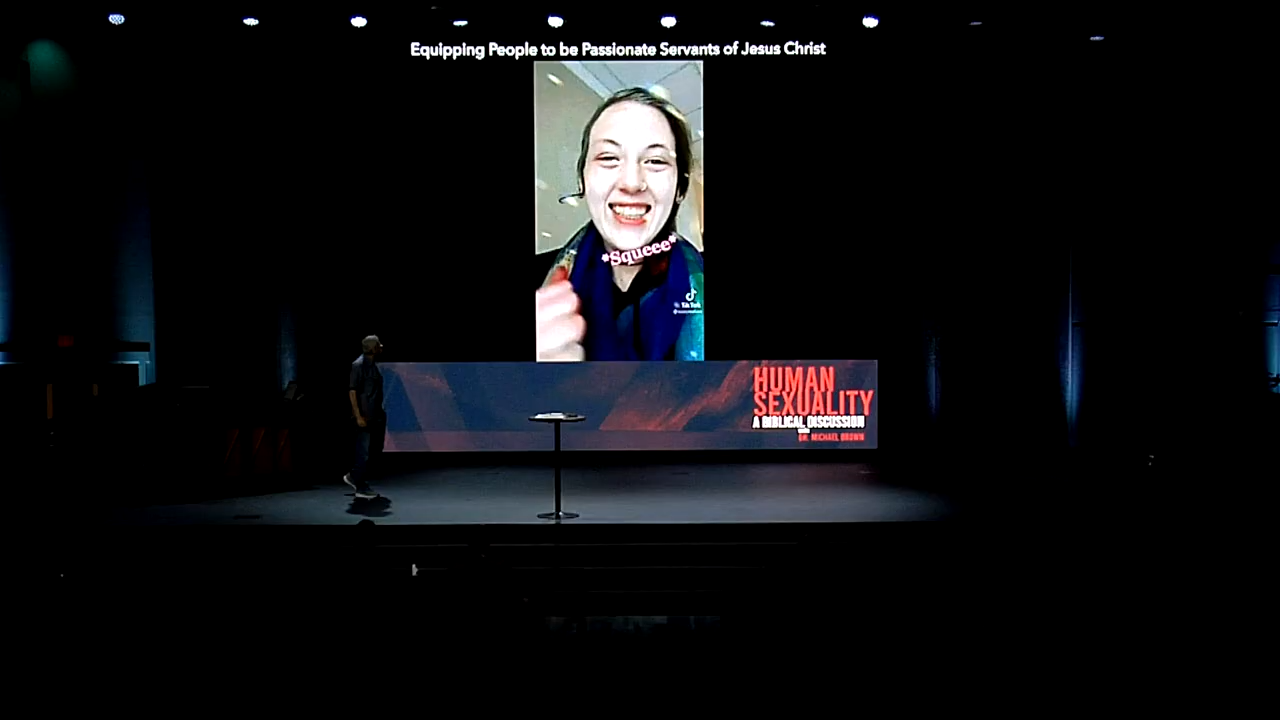 Equipping People to be Passionate Servants of Jesus Christ
*Squeee*
TikTok
HUMAN
SEXUALITY
A BIBLICAL DISCUSSION
DR. MICHAEL BROWN